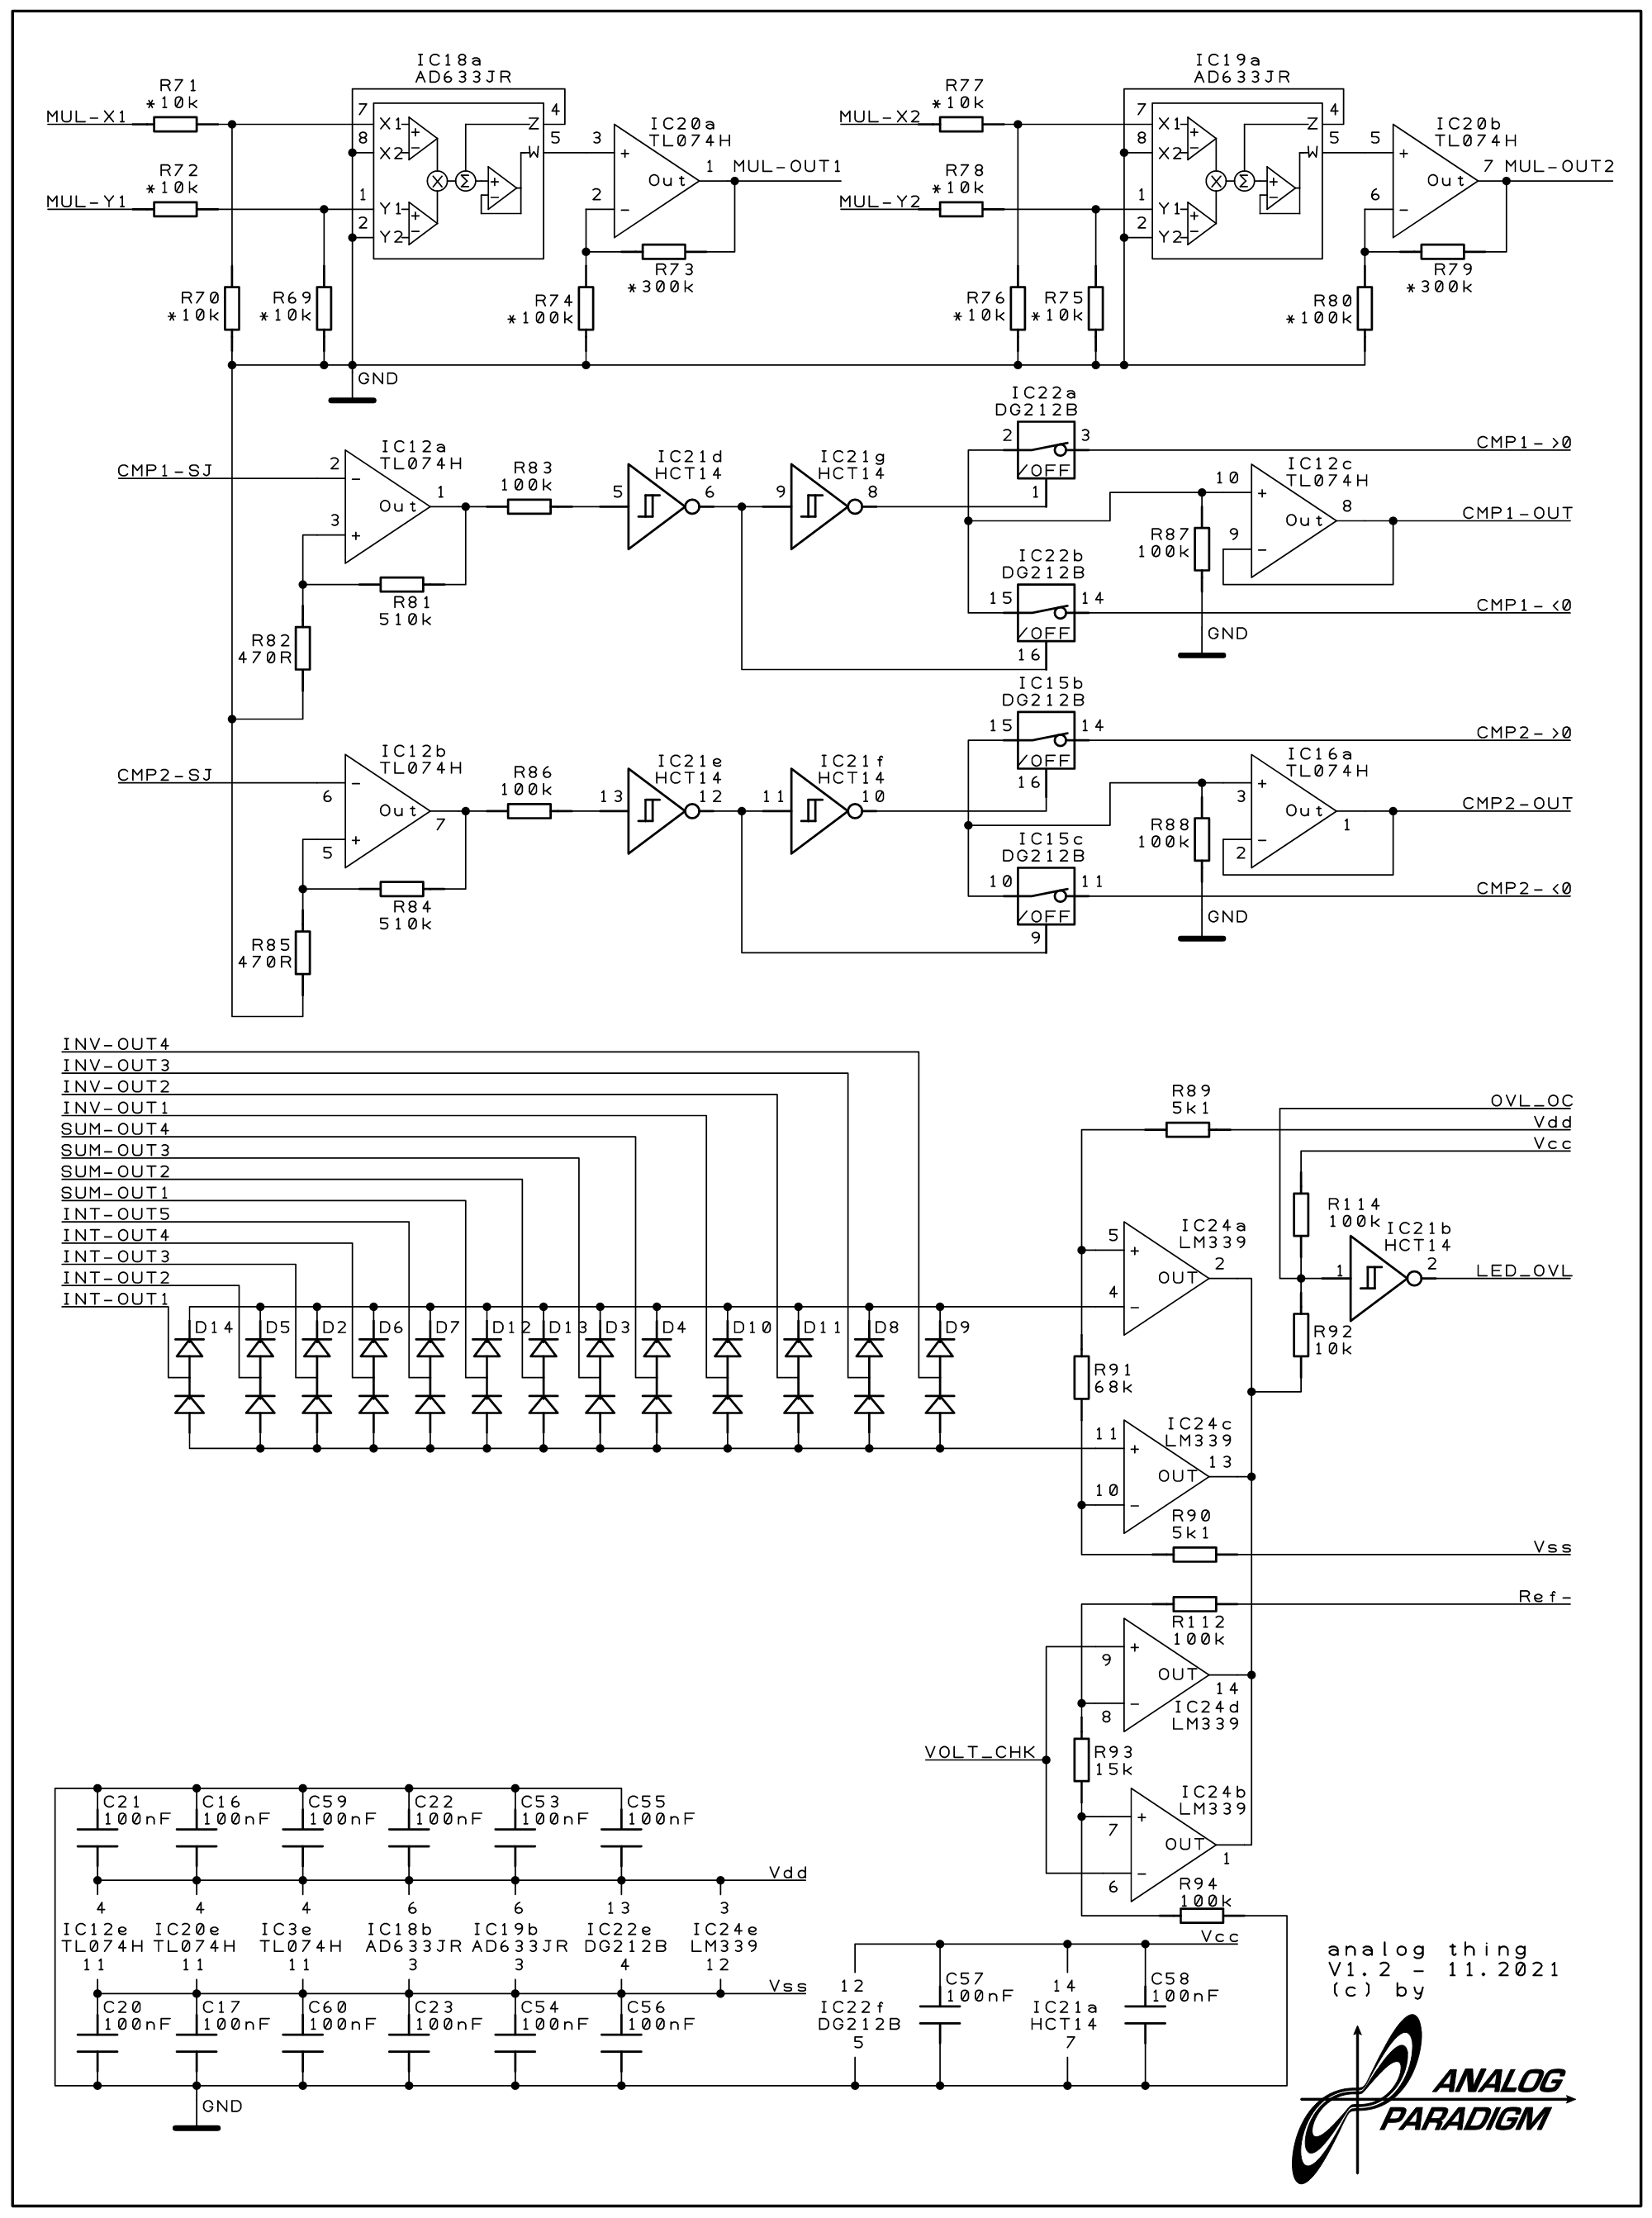 IC18a
AD633JR
R71
*10k
MUL-X1
7
8
X1
X2
Z
W
4
5
R72
*10k
MUL-Y1
1
2
Y1
Y2
X
Σ
+
-
+
-
+
-
3
2
+
-
IC20a
TL074H
Out
1
MUL-OUT1
R73
*300k
R74
*100k
R70
*10k
R69
*10k
GND
IC19a
AD633JR
R77
*10k
MUL-X2
7
8
X1
X2
Z
W
4
5
R78
*10k
MUL-Y2
1
2
Y1
Y2
X
Σ
+
-
+
-
+
-
5
6
+
-
IC20b
TL074H
Out
7
MUL-OUT2
R79
*300k
R80
*100k
R76
*10k
R75
*10k
CMP1-SJ
2
3
-
+
IC12a
TL074H
Out
1
R81
510k
R82
470R
R83
100k
5
IC21d
HCT14
6
9
IC21g
HCT14
8
IC22a
DG212B
2
3
/OFF
1
CMP1->0
IC22b
DG212B
15
14
/OFF
16
CMP1-<0
R87
100k
GND
10
9
+
-
IC12c
TL074H
Out
8
CMP1-OUT
CMP2-SJ
6
5
-
+
IC12b
TL074H
Out
7
R84
510k
R85
470R
R86
100k
13
IC21e
HCT14
12
11
IC21f
HCT14
10
IC15b
DG212B
15
14
/OFF
16
CMP2->0
IC15c
DG212B
10
11
/OFF
9
CMP2-<0
R88
100k
GND
3
2
+
-
IC16a
TL074H
Out
1
CMP2-OUT
INV-OUT4
INV-OUT3
INV-OUT2
INV-OUT1
SUM-OUT4
SUM-OUT3
SUM-OUT2
SUM-OUT1
INT-OUT5
INT-OUT4
INT-OUT3
INT-OUT2
INT-OUT1
D14
D5
D2
D6
D7
D12
D13
D3
D4
D10
D11
D8
D9
R89
5k1
OVL_OC
Vdd
Vcc
R114
100k
5
4
+
-
IC24a
LM339
OUT
2
IC21b
HCT14
1
2
LED_OVL
R92
10k
R91
68k
11
10
+
-
IC24c
LM339
OUT
13
R90
5k1
Vss
Ref-
R112
100k
9
8
+
-
OUT
14
IC24d
LM339
VOLT_CHK
R93
15k
7
6
+
-
IC24b
LM339
OUT
1
R94
100k
C21
100nF
C16
100nF
C59
100nF
C22
100nF
C53
100nF
C55
100nF
Vdd
4
4
4
6
6
13
3
IC12e
TL074H
IC20e
TL074H
IC3e
TL074H
IC18b
AD633JR
IC19b
AD633JR
IC22e
DG212B
IC24e
LM339
11
11
11
3
3
4
12
Vss
C20
100nF
C17
100nF
C60
100nF
C23
100nF
C54
100nF
C56
100nF
GND
Vcc
12
IC22f
DG212B
5
C57
100nF
14
IC21a
HCT14
7
C58
100nF
analog thing
V1.2 - 11.2021
(c) by
ANALOG
PARADIGM